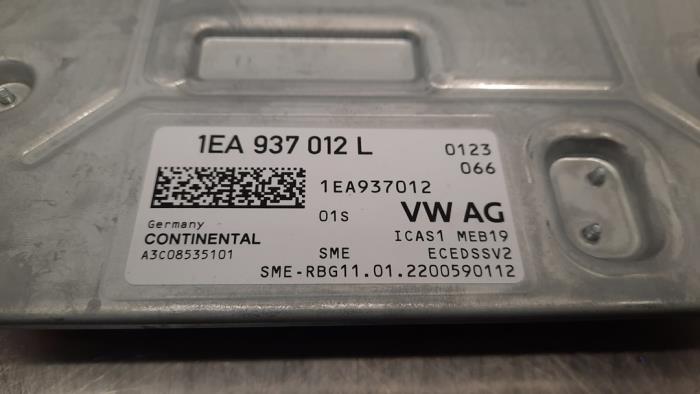 1EA 937 012 L
0123
066
1EA937012
01S VW AG
Germany
CONTINENTAL
A3C08535101
ICAS1 MEB19
SME ECEDSSV2
SME-RBG11.01.2200590112